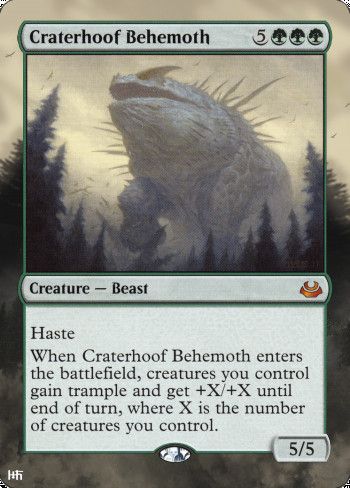 Craterhoof Behemoth 5
Creature — Beast
Haste
When Craterhoof Behemoth enters
the battlefield, creatures you control
gain trample and get +X/+X until
end of turn, where X is the number
of creatures you control.
5/5